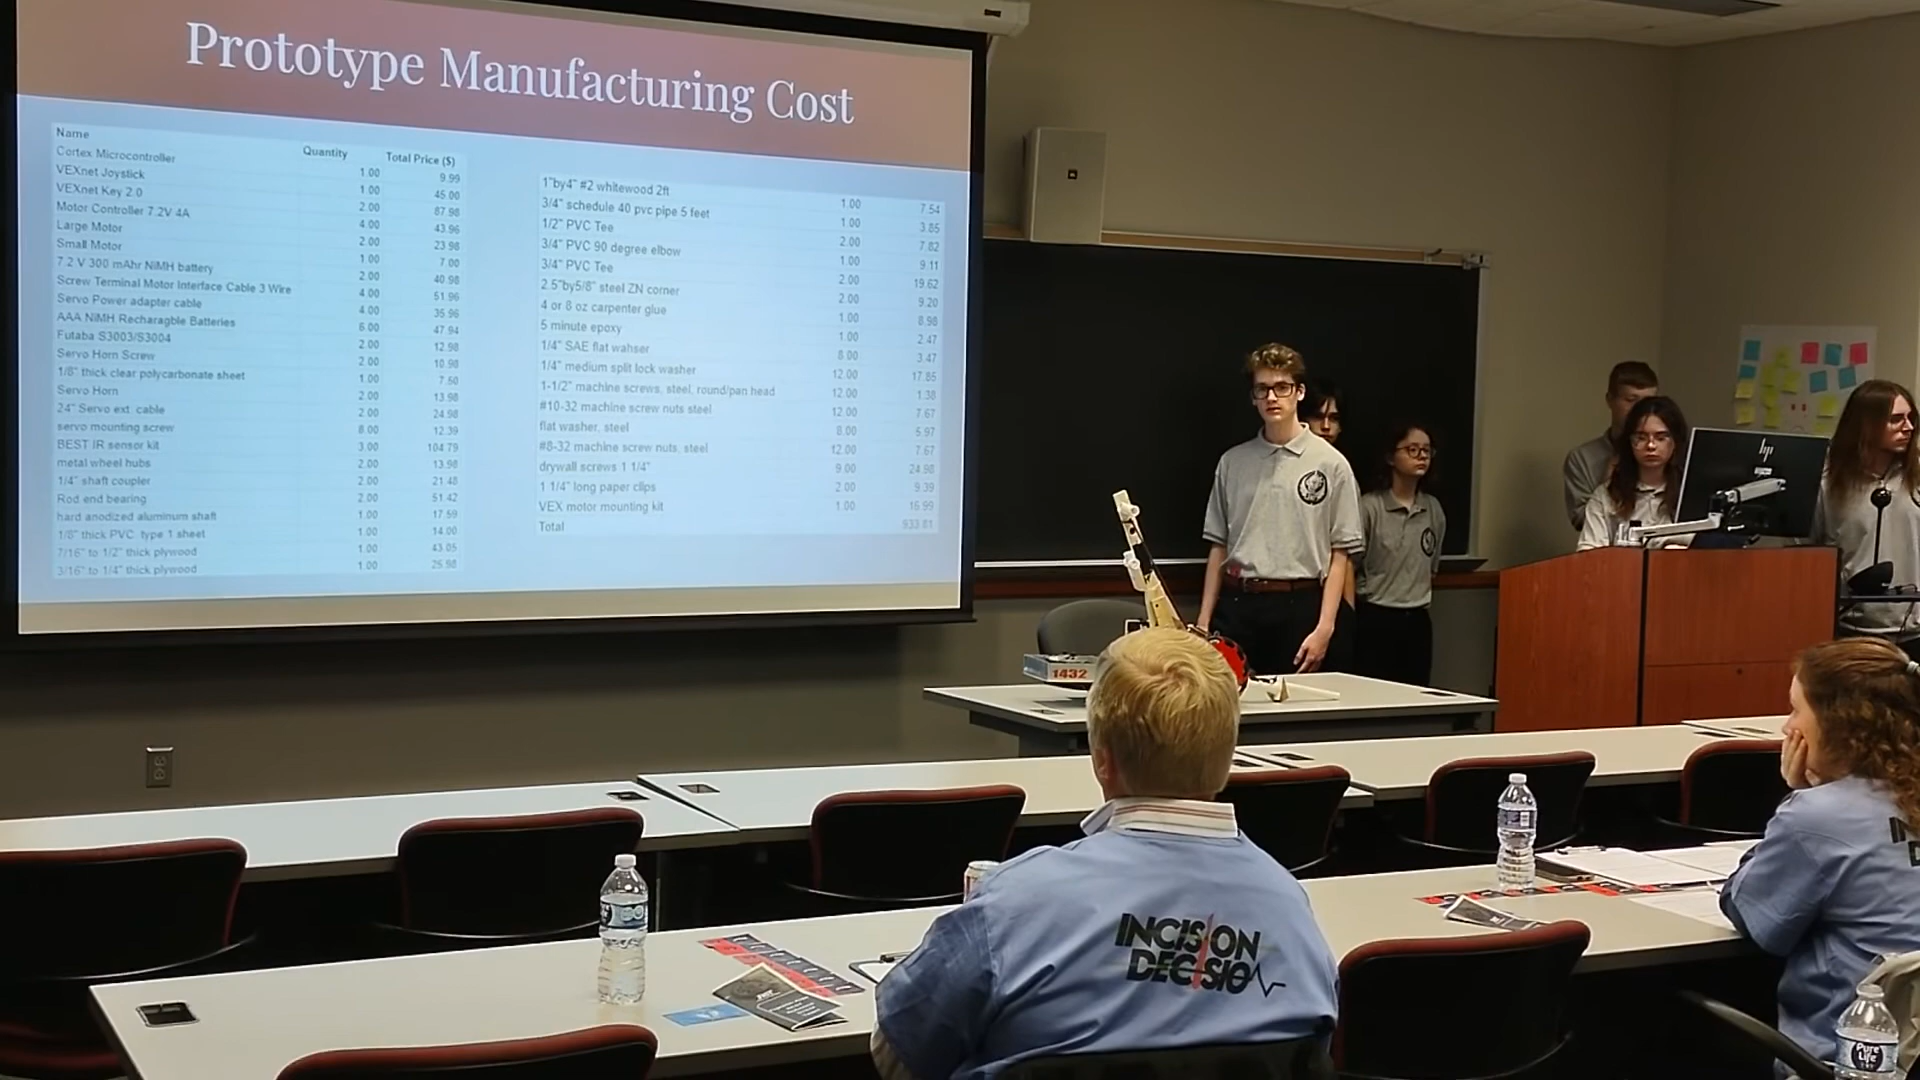 Prototype Manufacturing Cost
Name Quantity Total Price ($)
Cortex Microcontroller 1.00 9.99
VEXnet Joystick 1.00 45.00
VEXnet Key 2.0 2.00 87.98
Motor Controller 7.2V 4A 4.00 43.96
Large Motor 2.00 23.98
Small Motor 1.00 7.00
7.2 V 300 mAhr NiMH battery 2.00 40.98
Screw Terminal Motor Interface Cable 3 Wire 4.00 51.96
Servo Power adapter cable 4.00 35.96
AAA NiMH Recharagble Batteries 6.00 47.94
Futaba S3003/S3004 2.00 12.98
Servo Horn Screw 2.00 10.98
1/8" thick clear polycarbonate sheet 1.00 7.50
Servo Horn 2.00 13.98
24" Servo ext. cable 2.00 24.98
servo mounting screw 8.00 12.39
BEST IR sensor kit 3.00 104.79
metal wheel hubs 2.00 13.98
1/4" shaft coupler 2.00 21.48
Rod end bearing 2.00 51.42
hard anodized aluminum shaft 1.00 17.59
1/8" thick PVC, type 1 sheet 1.00 14.00
7/16" to 1/2" thick plywood 1.00 43.05
3/16" to 1/4" thick plywood 1.00 25.98
1"by4" #2 whitewood 2ft 1.00 7.54
3/4" schedule 40 pvc pipe 5 feet 1.00 3.85
1/2" PVC Tee 2.00 7.82
3/4" PVC 90 degree elbow 1.00 9.11
3/4" PVC Tee 2.00 19.62
2.5"by5/8" steel ZN corner 2.00 9.20
4 or 8 oz carpenter glue 1.00 8.98
5 minute epoxy 1.00 2.47
1/4" SAE flat wahser 8.00 3.47
1/4" medium split lock washer 12.00 17.85
1-1/2" machine screws, steel, round/pan head 12.00 1.38
#10-32 machine screw nuts steel 12.00 7.67
flat washer, steel 8.00 5.97
#8-32 machine screw nuts, steel 12.00 7.67
drywall screws 1 1/4" 9.00 24.98
1 1/4" long paper clips 2.00 9.39
VEX motor mounting kit 1.00 16.99
Total 933.81
hp
1432
INCISION
DECISIO
Pure
Life